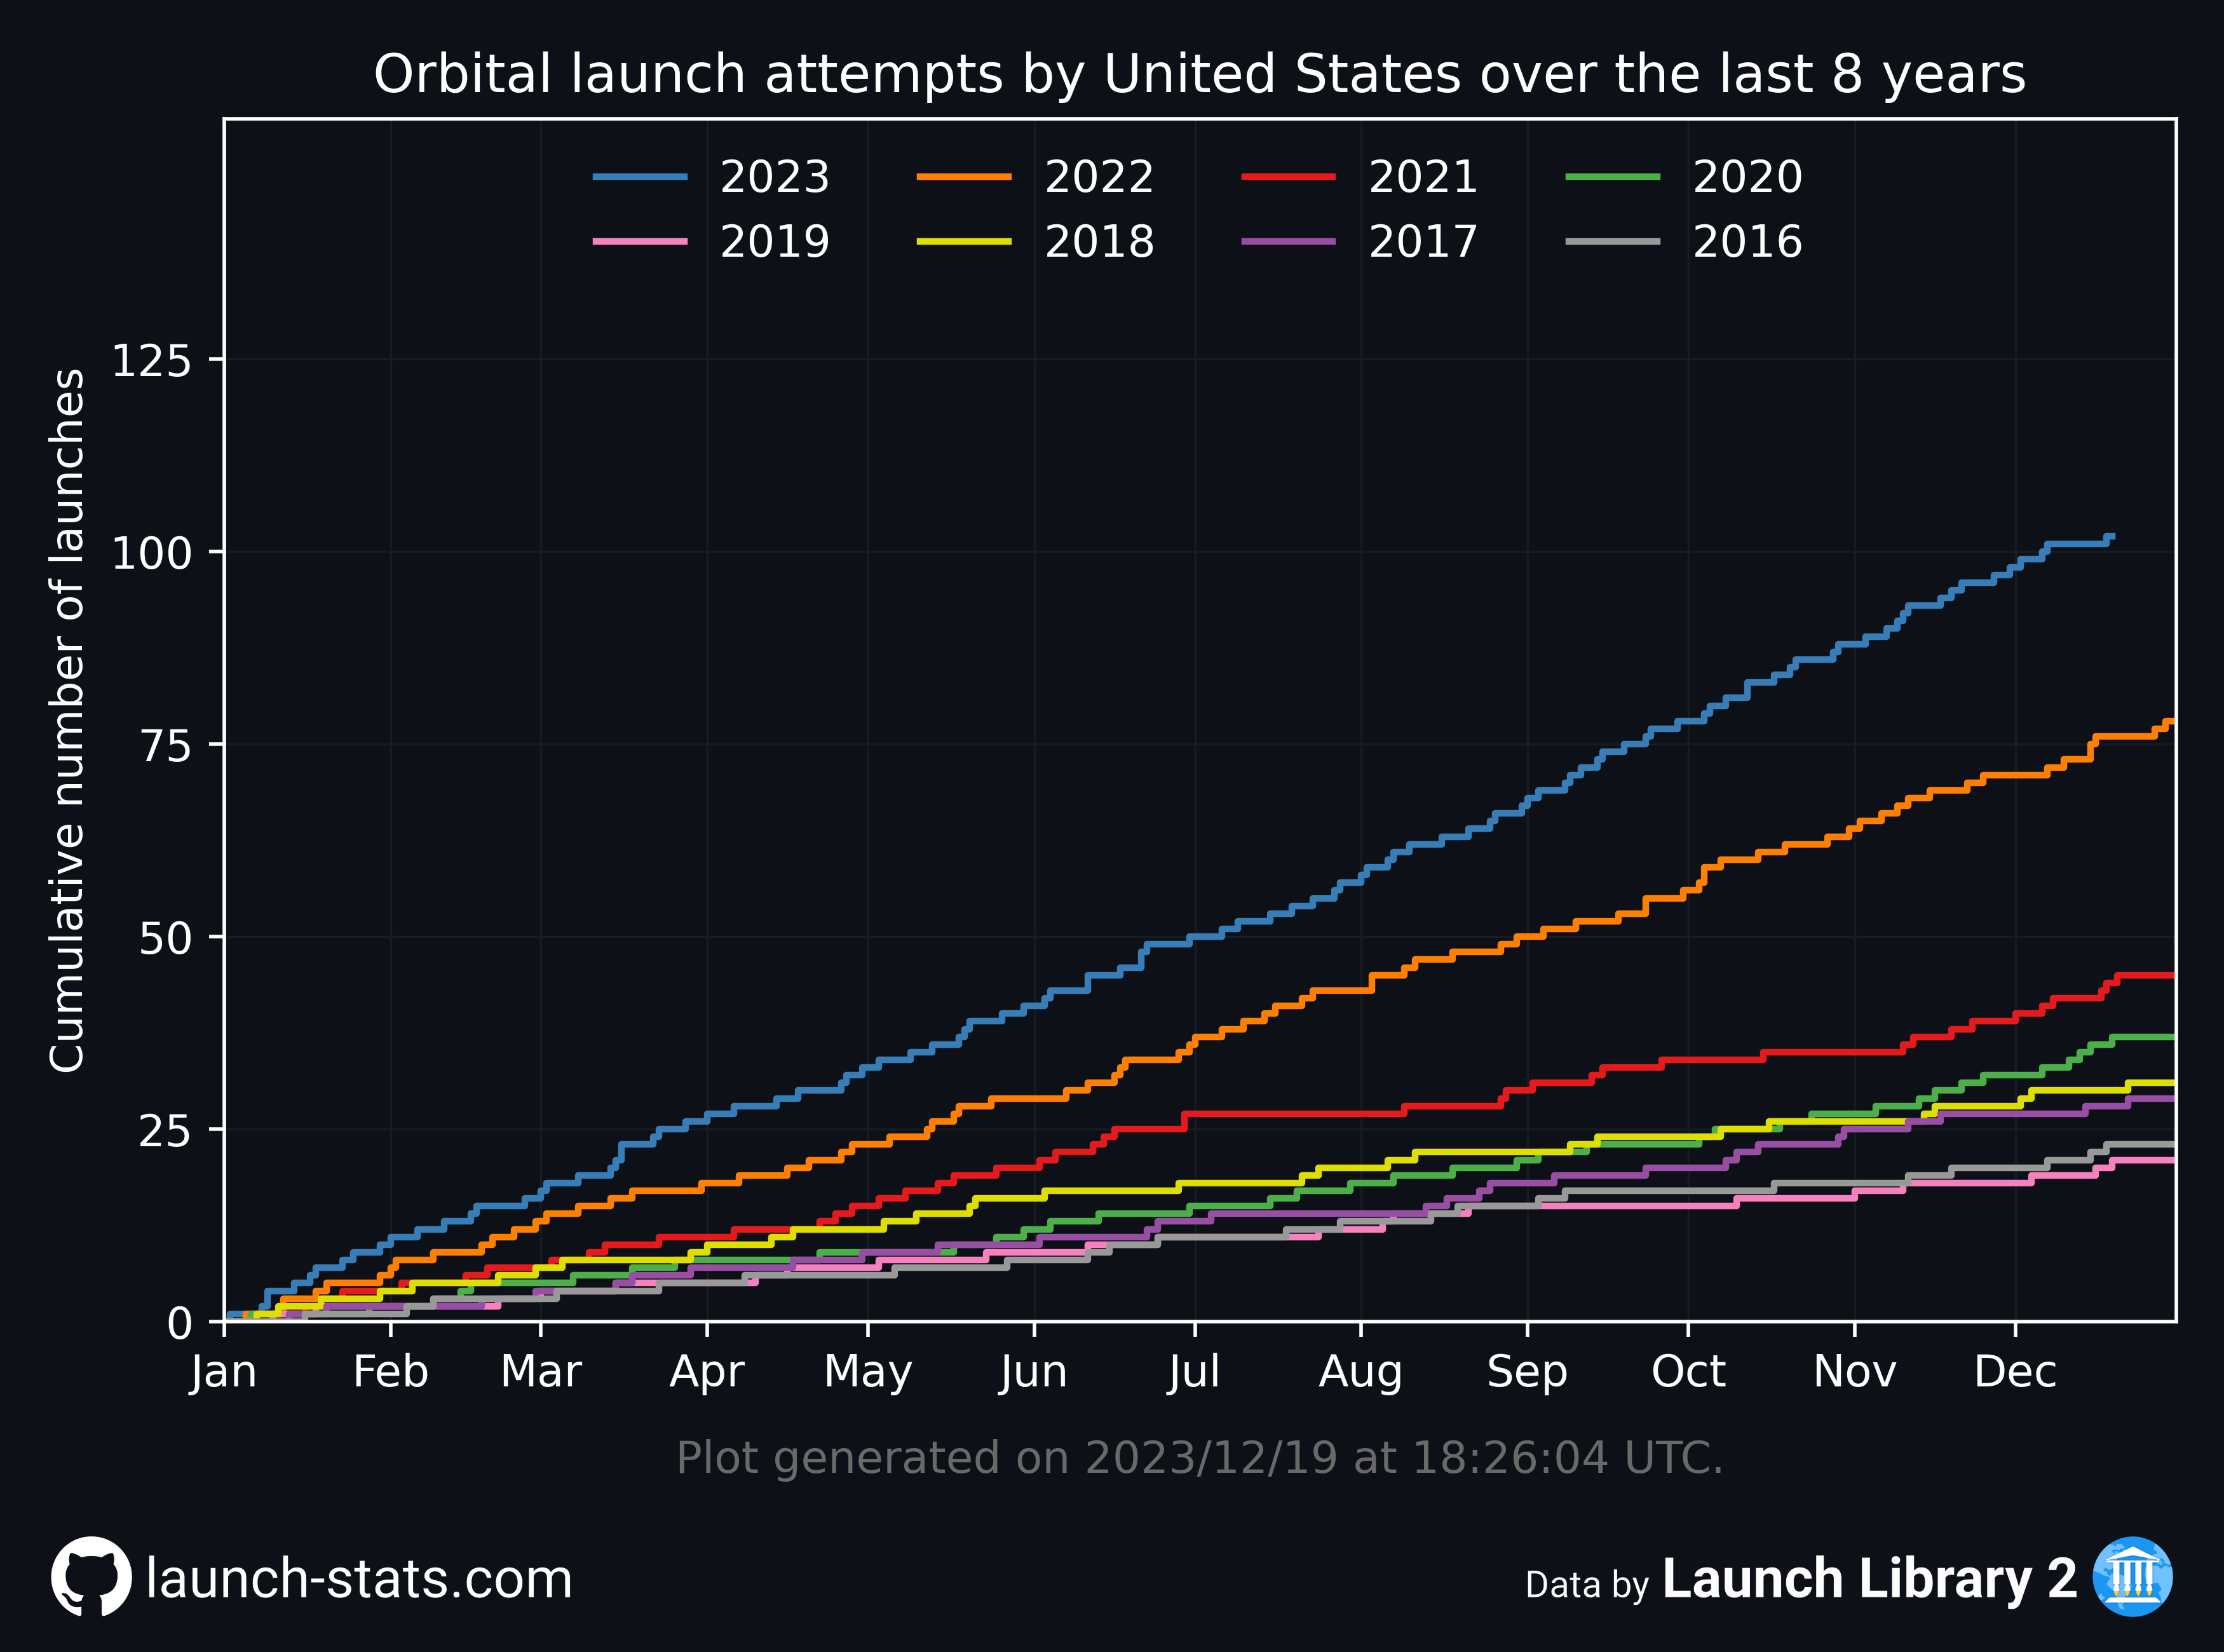 Orbital launch attempts by United States over the last 8 years
2023 2022 2021 2020
2019 2018 2017 2016
Cumulative number of launches
125
100
75
50
25
0
Jan Feb Mar Apr May Jun Jul Aug Sep Oct Nov Dec
Plot generated on 2023/12/19 at 18:26:04 UTC.
launch-stats.com
Data by Launch Library 2